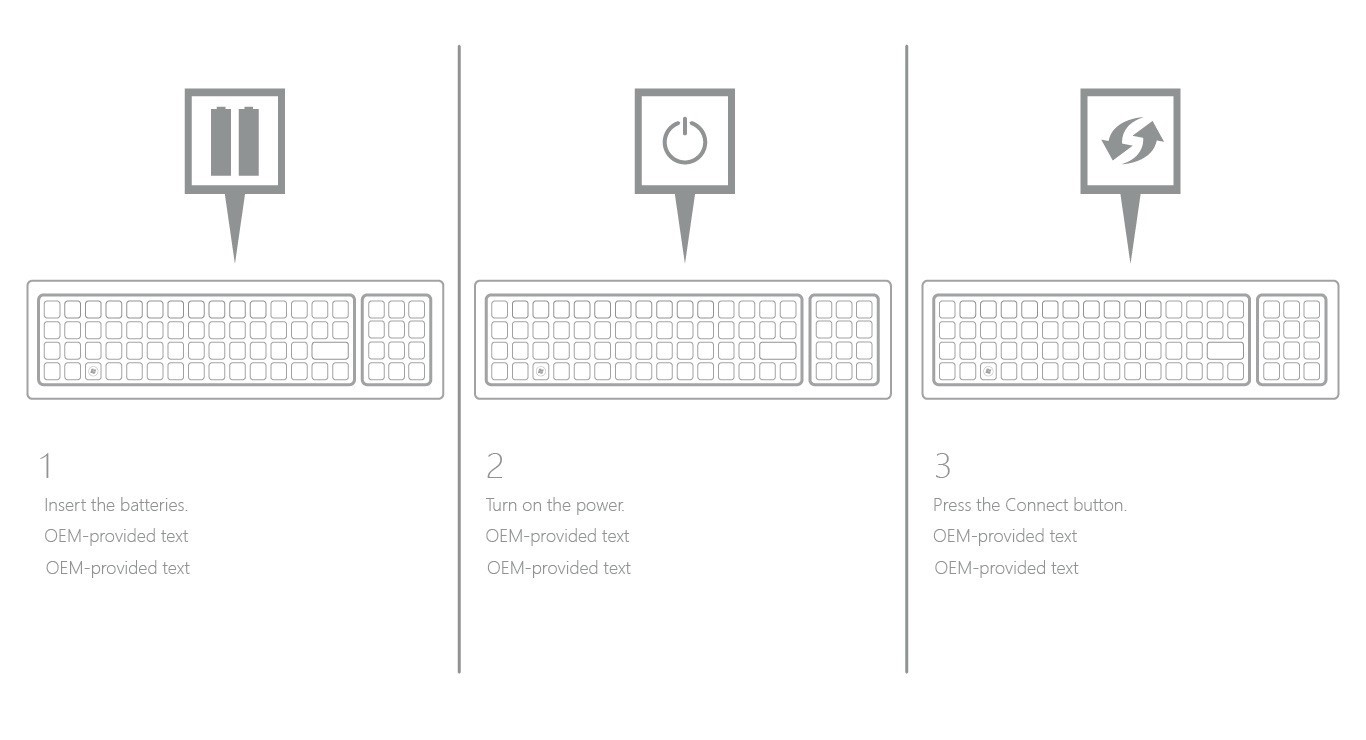 1
Insert the batteries.
OEM-provided text
OEM-provided text
2
Turn on the power.
OEM-provided text
OEM-provided text
3
Press the Connect button.
OEM-provided text
OEM-provided text